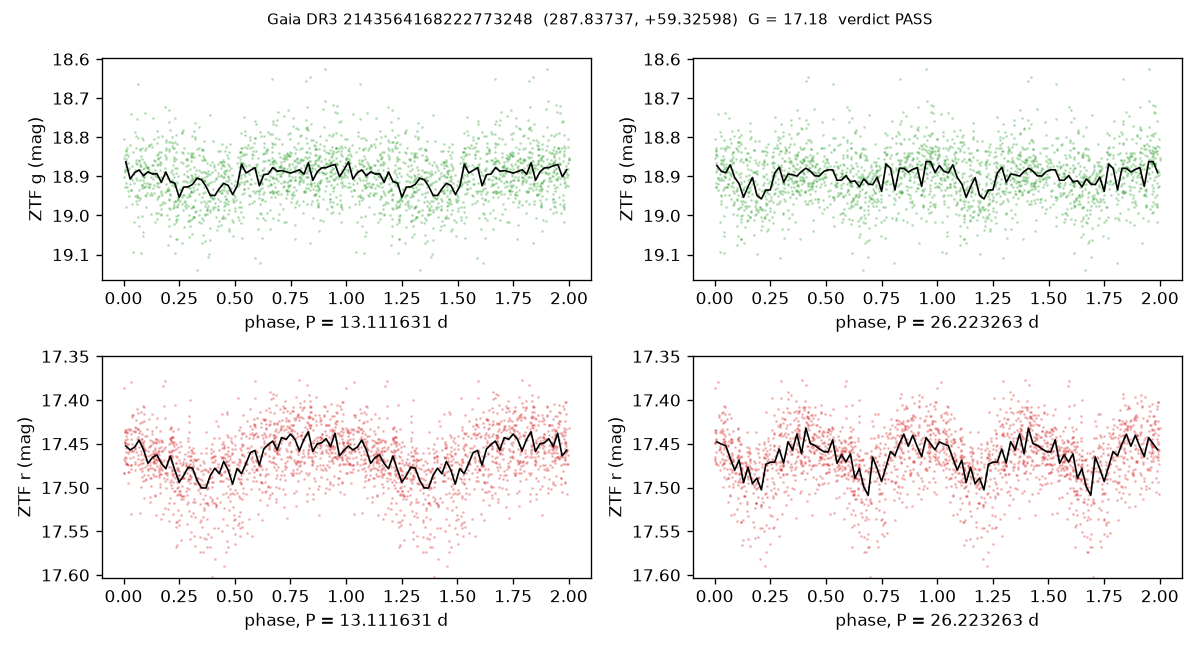 Gaia DR3 2143564168222773248 (287.83737, +59.32598) G = 17.18 verdict PASS
ZTF g (mag)
18.6
18.7
18.8
18.9
19.0
19.1
0.00 0.25 0.50 0.75 1.00 1.25 1.50 1.75 2.00
phase, P = 13.111631 d
ZTF g (mag)
18.6
18.7
18.8
18.9
19.0
19.1
0.00 0.25 0.50 0.75 1.00 1.25 1.50 1.75 2.00
phase, P = 26.223263 d
ZTF r (mag)
17.35
17.40
17.45
17.50
17.55
17.60
0.00 0.25 0.50 0.75 1.00 1.25 1.50 1.75 2.00
phase, P = 13.111631 d
ZTF r (mag)
17.35
17.40
17.45
17.50
17.55
17.60
0.00 0.25 0.50 0.75 1.00 1.25 1.50 1.75 2.00
phase, P = 26.223263 d